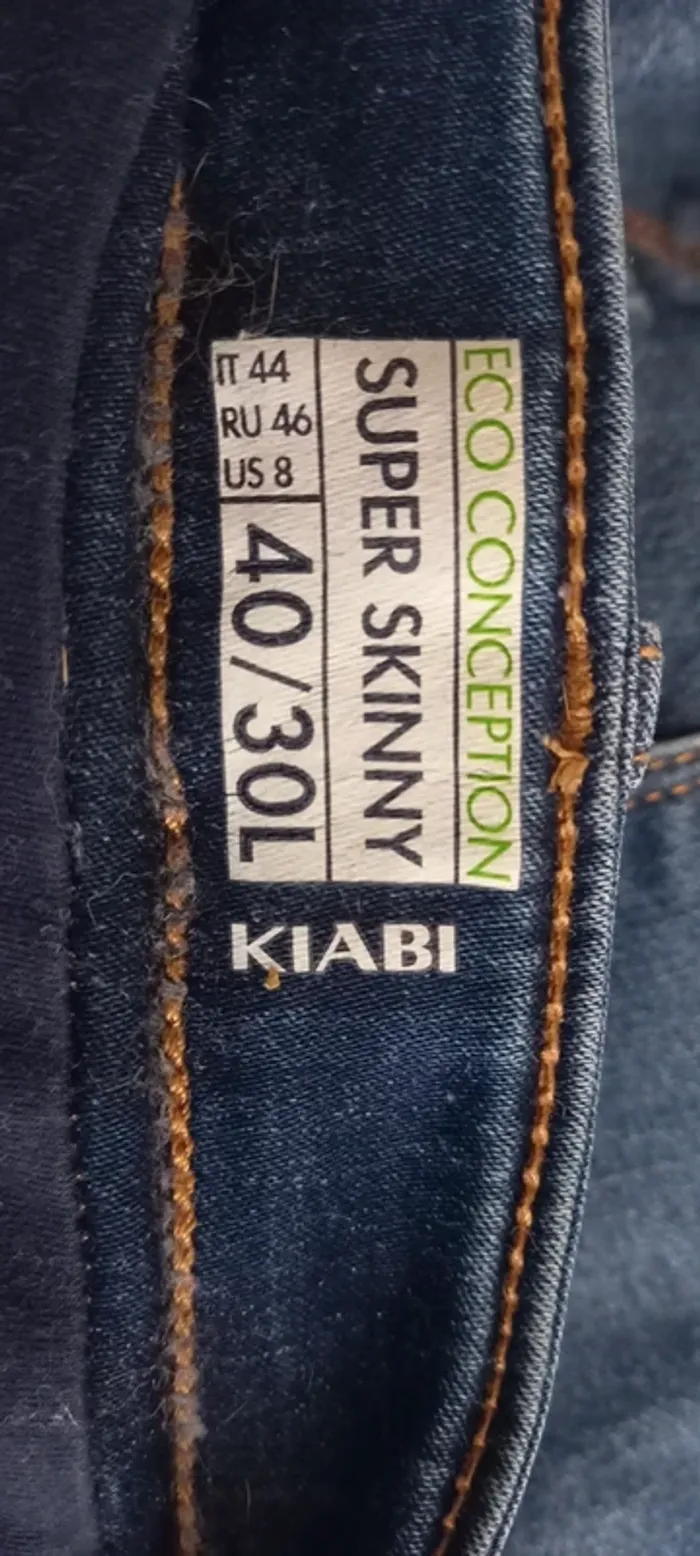 ECO CONCEPTION
SUPER SKINNY
IT 44
RU 46
US 8
40/30L
KIABI